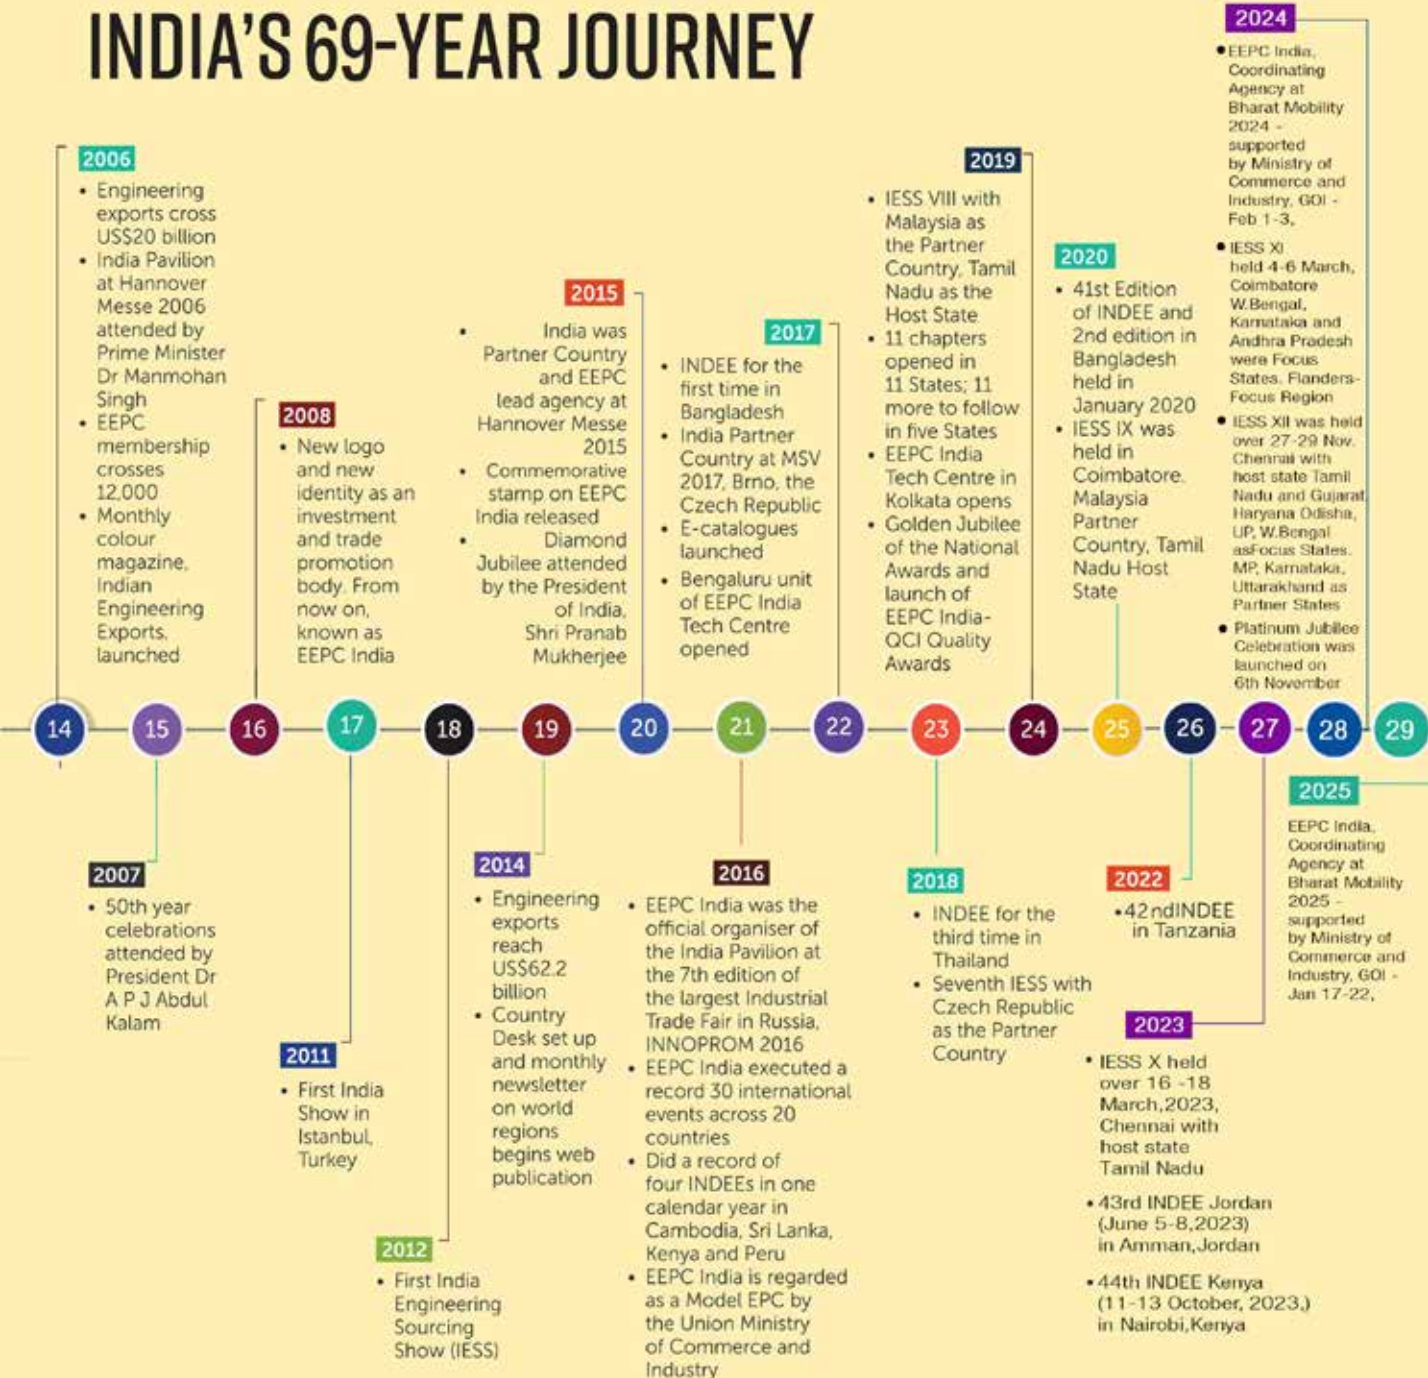 INDIA'S 69-YEAR JOURNEY
2006
• Engineering
exports cross
US$20 billion
• India Pavilion
at Hannover
Messe 2006
attended by
Prime Minister
Dr Manmohan
Singh
• EEPC
membership
crosses
12,000
• Monthly
colour
magazine,
Indian
Engineering
Exports,
launched
2008
• New logo
and new
identity as an
investment
and trade
promotion
body. From
now on,
known as
EEPC India
2015
• India was
Partner Country
and EEPC
lead agency at
Hannover Messe
2015
• Commemorative
stamp on EEPC
India released
• Diamond
Jubilee attended
by the President
of India,
Shri Pranab
Mukherjee
2017
• INDEE for the
first time in
Bangladesh
• India Partner
Country at MSV
2017, Brno, the
Czech Republic
• E-catalogues
launched
• Bengaluru unit
of EEPC India
Tech Centre
opened
2019
• IESS VIII with
Malaysia as
the Partner
Country, Tamil
Nadu as the
Host State
• 11 chapters
opened in
11 States; 11
more to follow
in five States
• EEPC India
Tech Centre in
Kolkata opens
• Golden Jubilee
of the National
Awards and
launch of
EEPC India-
QCI Quality
Awards
2020
• 41st Edition
of INDEE and
2nd edition in
Bangladesh
held in
January 2020
• IESS IX was
held in
Coimbatore.
Malaysia
Partner
Country, Tamil
Nadu Host
State
2024
• EEPC India,
Coordinating
Agency at
Bharat Mobility
2024 -
supported
by Ministry of
Commerce and
Industry, GOI -
Feb 1-3,
• IESS XI
held 4-6 March,
Coimbatore
W.Bengal,
Karnataka and
Andhra Pradesh
were Focus
States. Flanders-
Focus Region
• IESS XII was held
over 27-29 Nov.
Chennai with
host state Tamil
Nadu and Gujarat,
Haryana Odisha,
UP, W.Bengal
asFocus States.
MP, Karnataka,
Uttarakhand as
Partner States
• Platinum Jubilee
Celebration was
launched on
6th November
14 15 16 17 18 19 20 21 22 23 24 25 26 27 28 29
2007
• 50th year
celebrations
attended by
President Dr
A P J Abdul
Kalam
2011
• First India
Show in
Istanbul,
Turkey
2012
• First India
Engineering
Sourcing
Show (IESS)
2014
• Engineering
exports
reach
US$62.2
billion
• Country
Desk set up
and monthly
newsletter
on world
regions
begins web
publication
2016
• EEPC India was the
official organiser of
the India Pavilion at
the 7th edition of
the largest Industrial
Trade Fair in Russia,
INNOPROM 2016
• EEPC India executed a
record 30 international
events across 20
countries
• Did a record of
four INDEEs in one
calendar year in
Cambodia, Sri Lanka,
Kenya and Peru
• EEPC India is regarded
as a Model EPC by
the Union Ministry
of Commerce and
Industry
2018
• INDEE for the
third time in
Thailand
• Seventh IESS with
Czech Republic
as the Partner
Country
2022
•42ndINDEE
in Tanzania
2023
• IESS X held
over 16 -18
March,2023,
Chennai with
host state
Tamil Nadu
• 43rd INDEE Jordan
(June 5-8,2023)
in Amman,Jordan
• 44th INDEE Kenya
(11-13 October, 2023,)
in Nairobi,Kenya
2025
EEPC India,
Coordinating
Agency at
Bharat Mobility
2025 -
supported
by Ministry of
Commerce and
Industry, GOI -
Jan 17-22,